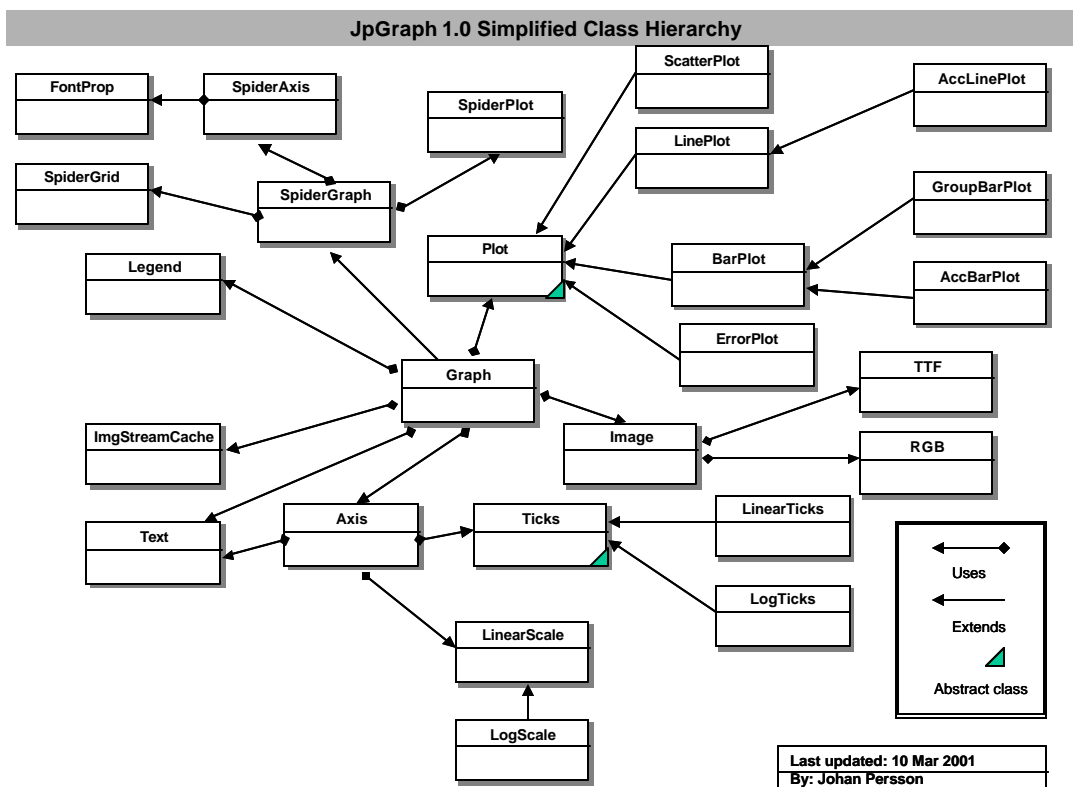 JpGraph 1.0 Simplified Class Hierarchy
ScatterPlot
FontProp
SpiderAxis
AccLinePlot
SpiderPlot
LinePlot
SpiderGrid
SpiderGraph
GroupBarPlot
Plot
BarPlot
Legend
AccBarPlot
ErrorPlot
Graph
TTF
ImgStreamCache
Image
RGB
Text
Axis
Ticks
LinearTicks
Uses
LogTicks
Extends
LinearScale
Abstract class
LogScale
Last updated: 10 Mar 2001
By: Johan Persson